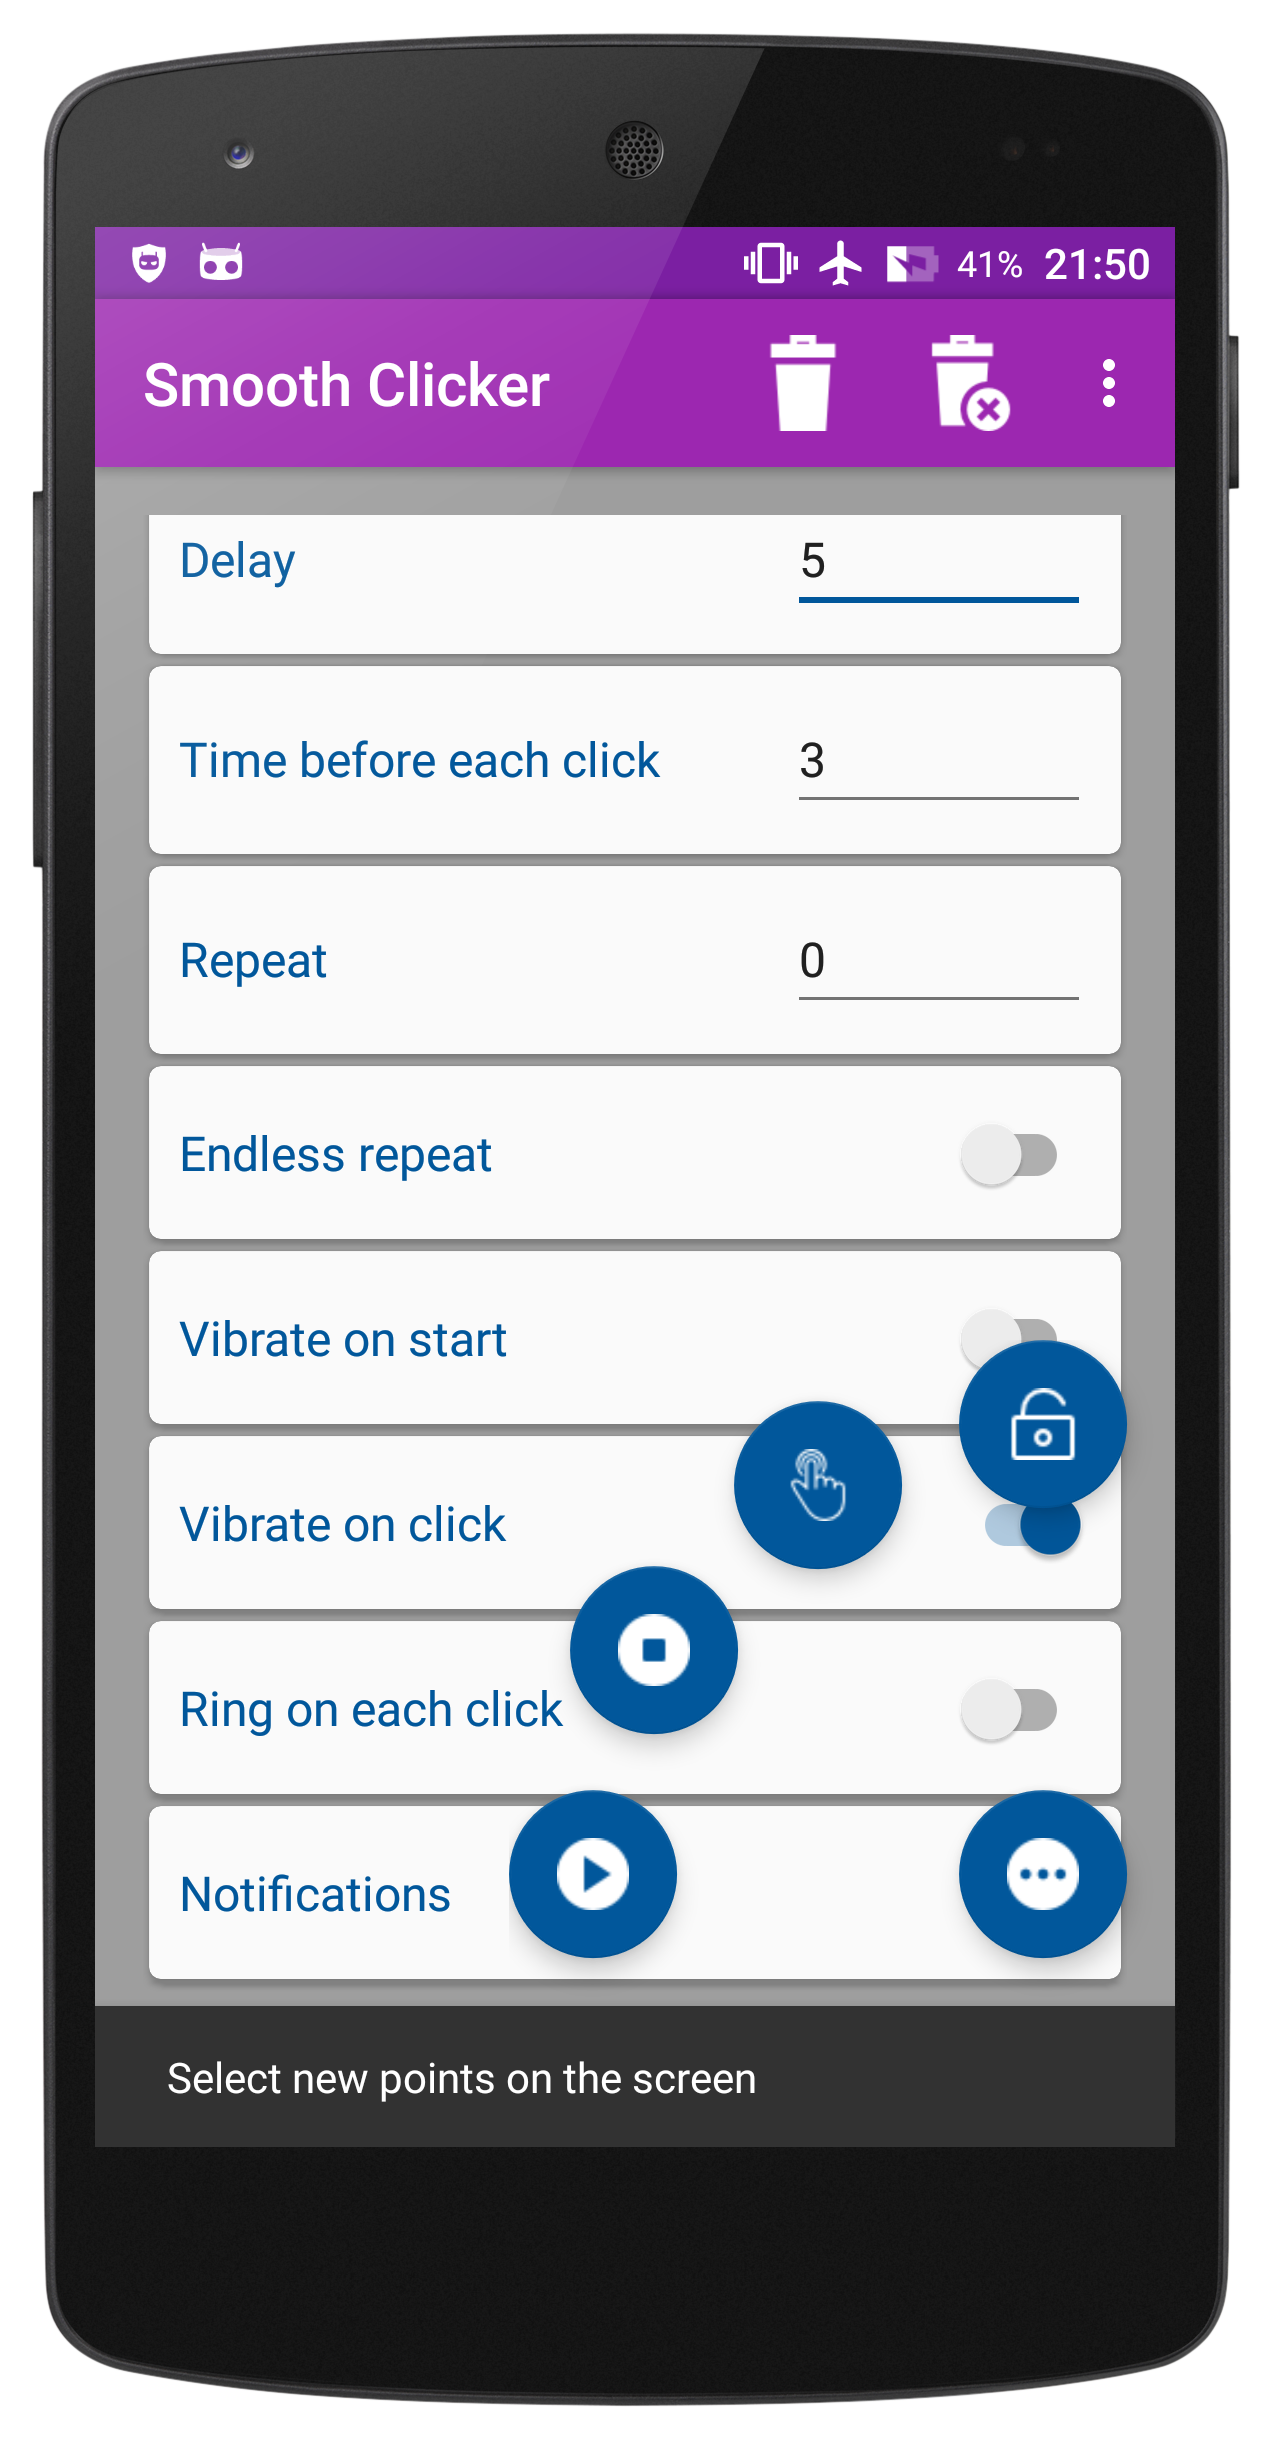 41% 21:50
Smooth Clicker
Delay 5
Time before each click 3
Repeat 0
Endless repeat
Vibrate on start
Vibrate on click
Ring on each click
Notifications
Select new points on the screen